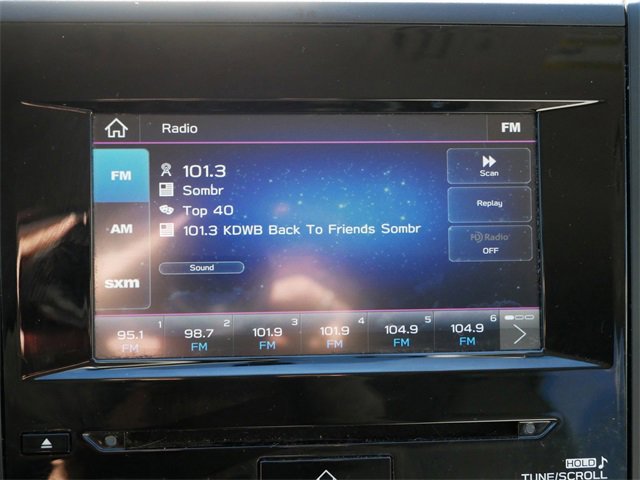 Radio
FM
FM
101.3
Scan
Sombr
AM
Top 40
Replay
101.3 KDWB Back To Friends Sombr
HD Radio
OFF
sxm
Sound
1 2 3 4 5 6
95.1 98.7 101.9 101.9 104.9 104.9
FM FM FM FM FM FM
HOLD
TUNE/SCROLL